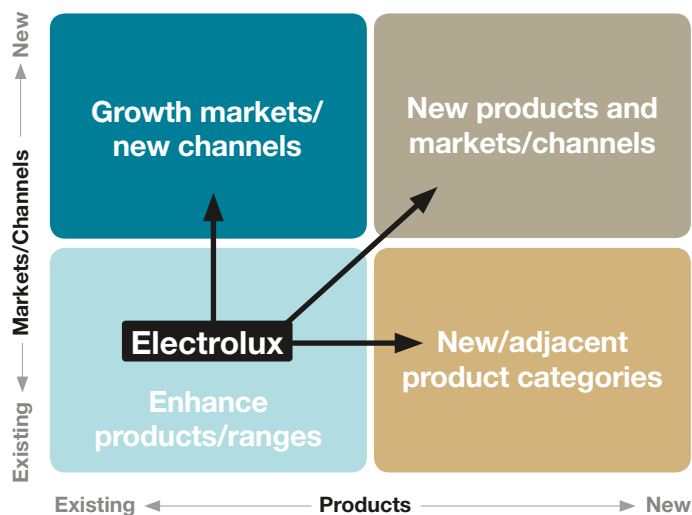 New
Markets/Channels
Existing
Growth markets/
new channels
New products and
markets/channels
Electrolux
Enhance
products/ranges
New/adjacent
product categories
Existing
Products
New